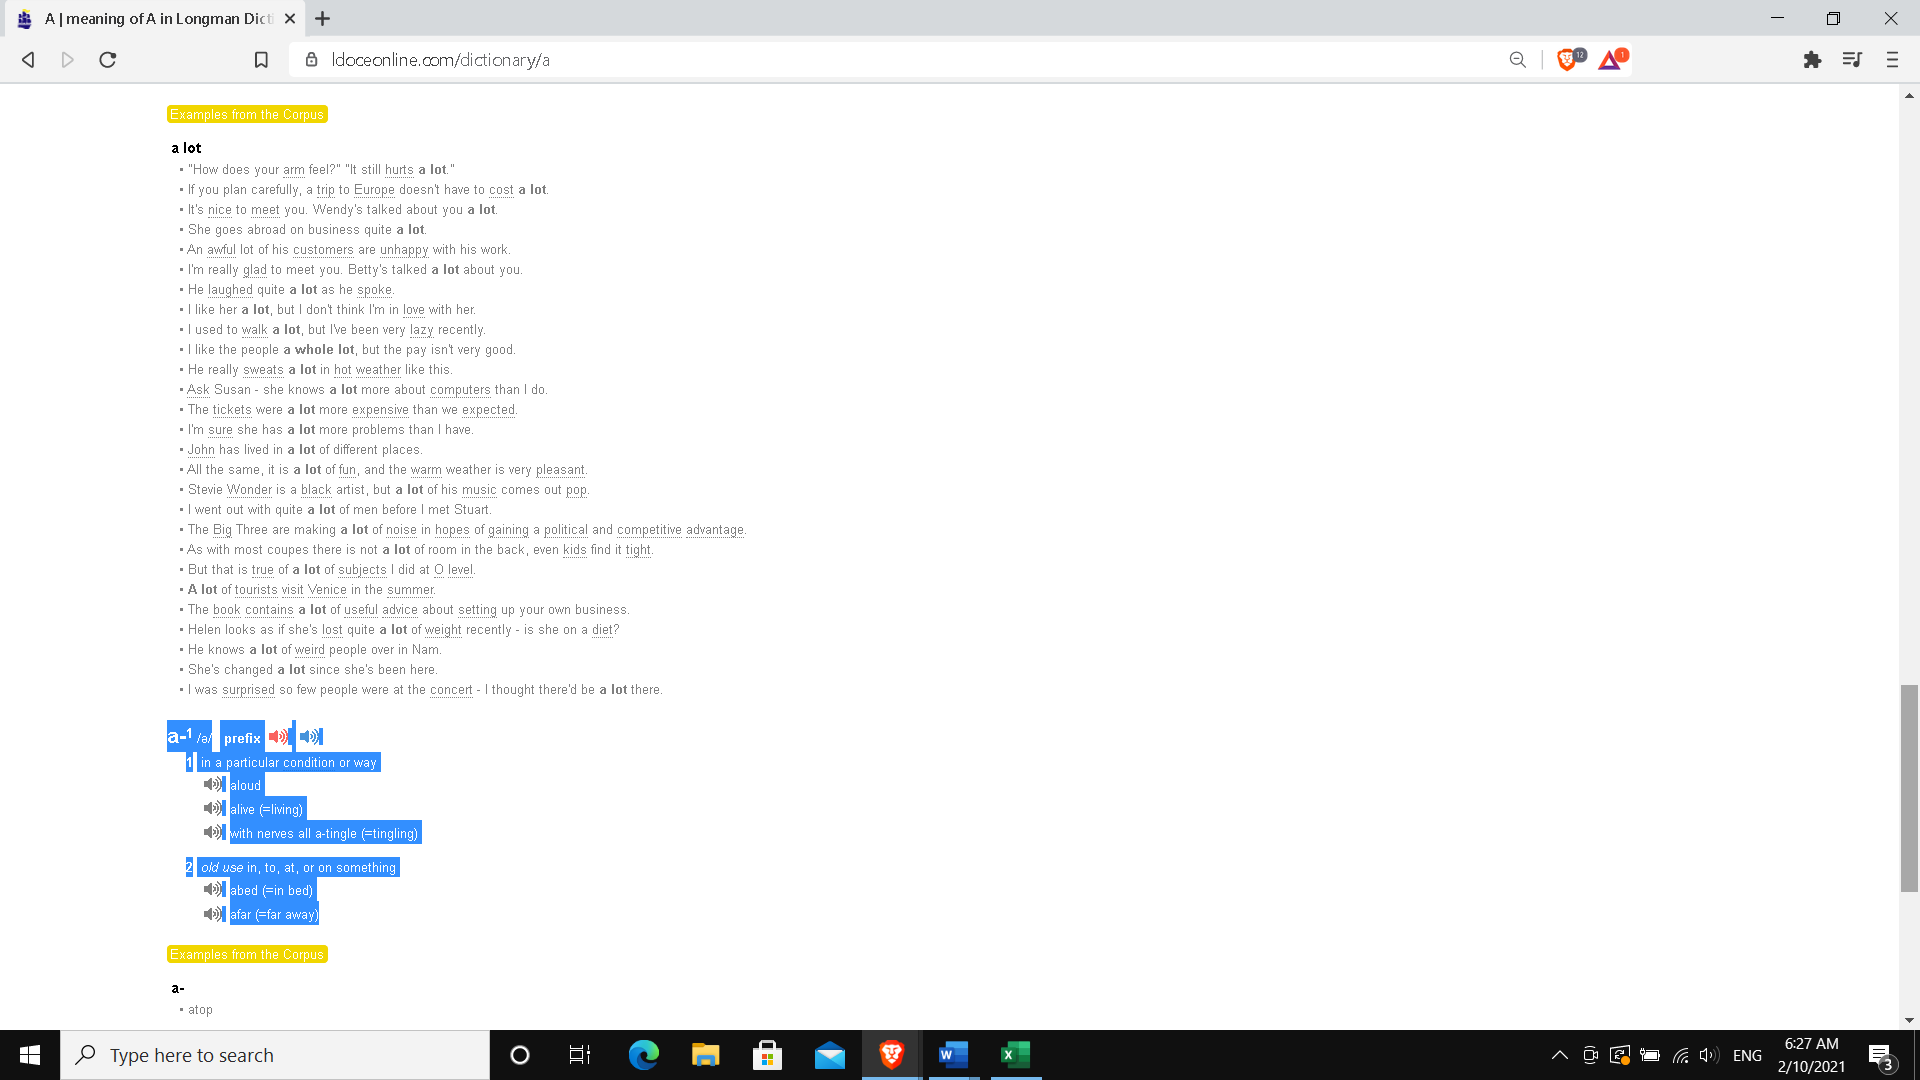 A | meaning of A in Longman Dicti
ldoceonline.com/dictionary/a
12
1
Examples from the Corpus
a lot
• "How does your arm feel?" "It still hurts a lot."
• If you plan carefully, a trip to Europe doesn't have to cost a lot.
• It's nice to meet you. Wendy's talked about you a lot.
• She goes abroad on business quite a lot.
• An awful lot of his customers are unhappy with his work.
• I'm really glad to meet you. Betty's talked a lot about you.
• He laughed quite a lot as he spoke.
• I like her a lot, but I don't think I'm in love with her.
• I used to walk a lot, but I've been very lazy recently.
• I like the people a whole lot, but the pay isn't very good.
• He really sweats a lot in hot weather like this.
• Ask Susan - she knows a lot more about computers than I do.
• The tickets were a lot more expensive than we expected.
• I'm sure she has a lot more problems than I have.
• John has lived in a lot of different places.
• All the same, it is a lot of fun, and the warm weather is very pleasant.
• Stevie Wonder is a black artist, but a lot of his music comes out pop.
• I went out with quite a lot of men before I met Stuart.
• The Big Three are making a lot of noise in hopes of gaining a political and competitive advantage.
• As with most coupes there is not a lot of room in the back, even kids find it tight.
• But that is true of a lot of subjects I did at O level.
• A lot of tourists visit Venice in the summer.
• The book contains a lot of useful advice about setting up your own business.
• Helen looks as if she's lost quite a lot of weight recently - is she on a diet?
• He knows a lot of weird people over in Nam.
• She's changed a lot since she's been here.
• I was surprised so few people were at the concert - I thought there'd be a lot there.
a-1 /ə/ prefix
1 in a particular condition or way
aloud
alive (=living)
with nerves all a-tingle (=tingling)
2 old use in, to, at, or on something
abed (=in bed)
afar (=far away)
Examples from the Corpus
a-
• atop
Type here to search
ENG
6:27 AM
2/10/2021
3